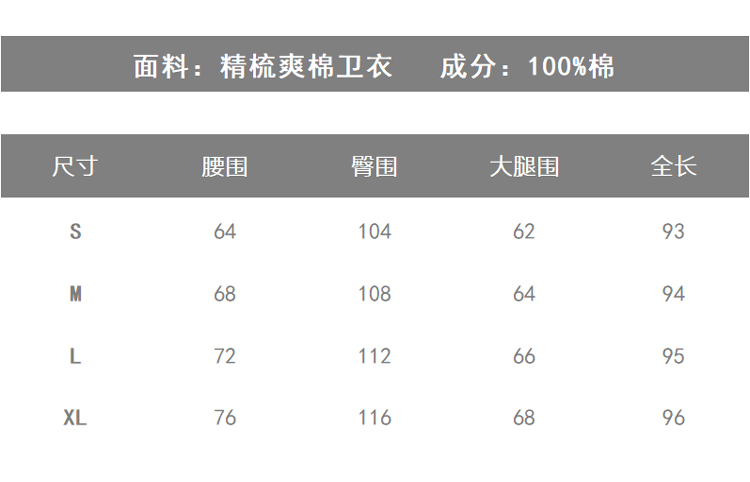 面料：精梳爽棉卫衣 成分：100%棉
尺寸 腰围 臀围 大腿围 全长
S 64 104 62 93
M 68 108 64 94
L 72 112 66 95
XL 76 116 68 96